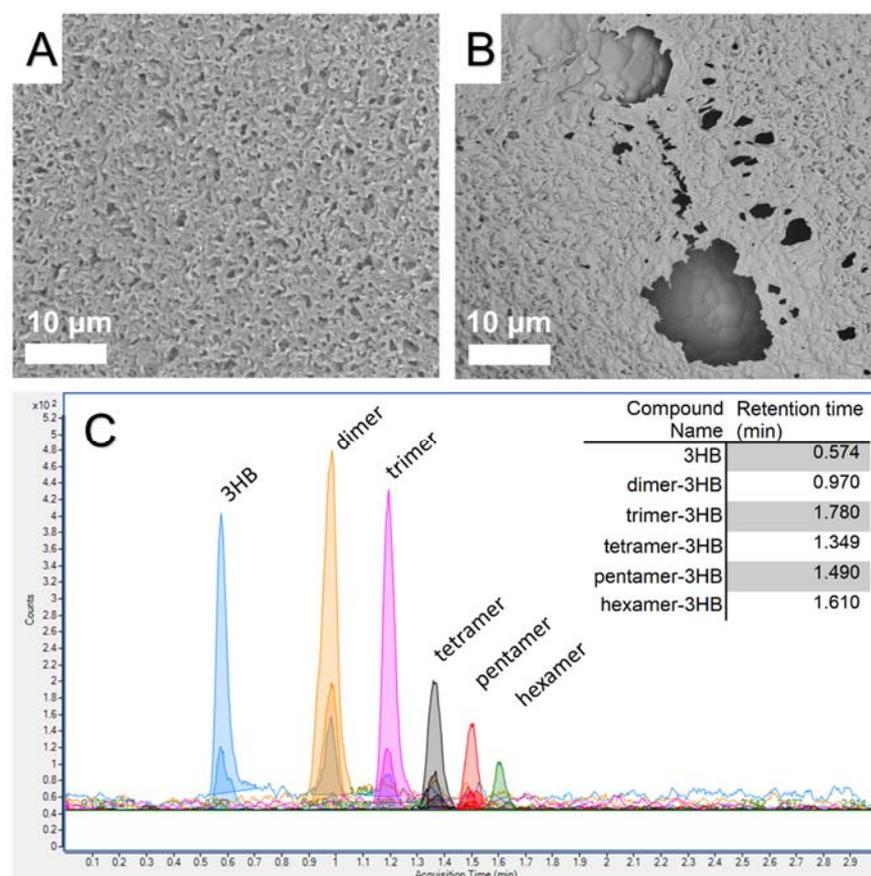 A
B
10 µm
10 µm
C
x10²
5.2
5
4.8
4.6
4.4
4.2
4
3.8
3.6
3.4
3.2
3
2.8
2.6
2.4
2.2
2
1.8
1.6
1.4
1.2
1
0.8
0.6
0.4
0.2
0
Counts
3HB
dimer
trimer
tetramer
pentamer
hexamer
Compound Name Retention time (min)
3HB 0.574
dimer-3HB 0.970
trimer-3HB 1.780
tetramer-3HB 1.349
pentamer-3HB 1.490
hexamer-3HB 1.610
0.1 0.2 0.3 0.4 0.5 0.6 0.7 0.8 0.9 1 1.1 1.2 1.3 1.4 1.5 1.6 1.7 1.8 1.9 2 2.1 2.2 2.3 2.4 2.5 2.6 2.7 2.8 2.9
Acquisition Time (min)